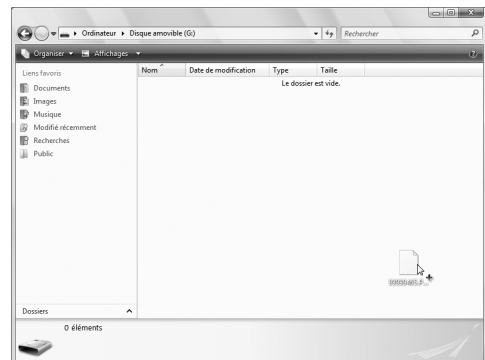 Ordinateur ▸ Disque amovible (G:)
Rechercher
Organiser
Affichages
Liens favoris
Documents
Images
Musique
Modifié récemment
Recherches
Public
Nom Date de modification Type Taille
Le dossier est vide.
Dossiers
0 éléments